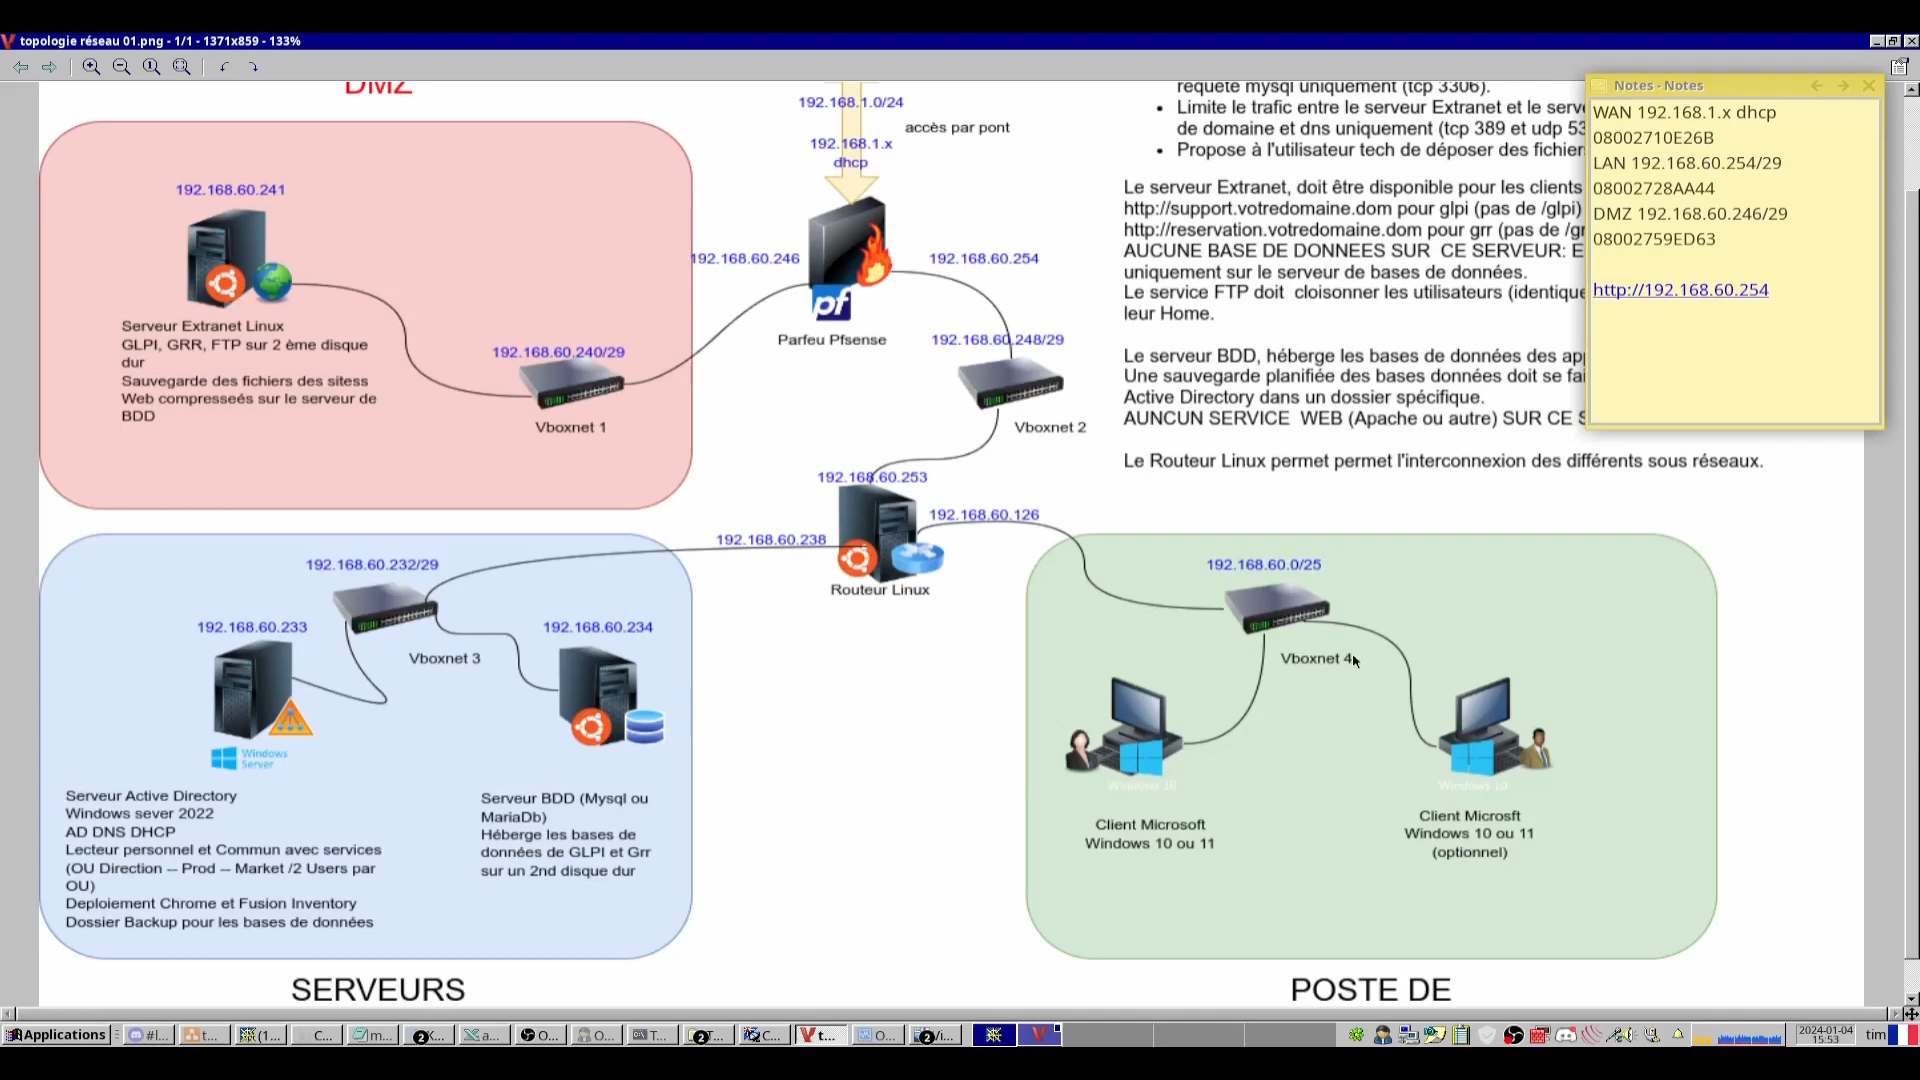 topologie réseau 01.png - 1/1 - 1371x859 - 133%
DMZ
192.168.1.0/24
accès par pont
192.168.1.x
dhcp
192.168.60.241
192.168.60.246
192.168.60.254
Parfeu Pfsense
pf
Serveur Extranet Linux
GLPI, GRR, FTP sur 2 ème disque
dur
Sauvegarde des fichiers des sitess
Web compresseés sur le serveur de
BDD
192.168.60.240/29
Vboxnet 1
192.168.60.248/29
Vboxnet 2
requete mysql uniquement (tcp 3306).
• Limite le trafic entre le serveur Extranet et le serve
de domaine et dns uniquement (tcp 389 et udp 53
• Propose à l'utilisateur tech de déposer des fichier
Le serveur Extranet, doit être disponible pour les clients
http://support.votredomaine.dom pour glpi (pas de /glpi)
http://reservation.votredomaine.dom pour grr (pas de /gr
AUCUNE BASE DE DONNEES SUR CE SERVEUR: E
uniquement sur le serveur de bases de données.
Le service FTP doit cloisonner les utilisateurs (identique
leur Home.
Le serveur BDD, héberge les bases de données des app
Une sauvegarde planifiée des bases données doit se fai
Active Directory dans un dossier spécifique.
AUNCUN SERVICE WEB (Apache ou autre) SUR CE S
Le Routeur Linux permet permet l'interconnexion des différents sous réseaux.
Notes - Notes
WAN 192.168.1.x dhcp
08002710E26B
LAN 192.168.60.254/29
08002728AA44
DMZ 192.168.60.246/29
08002759ED63
http://192.168.60.254
192.168.60.253
192.168.60.126
192.168.60.238
Routeur Linux
192.168.60.232/29
192.168.60.233
192.168.60.234
Vboxnet 3
Windows
Server
Serveur Active Directory
Windows sever 2022
AD DNS DHCP
Lecteur personnel et Commun avec services
(OU Direction -- Prod -- Market /2 Users par
OU)
Deploiement Chrome et Fusion Inventory
Dossier Backup pour les bases de données
Serveur BDD (Mysql ou
MariaDb)
Héberge les bases de
données de GLPI et Grr
sur un 2nd disque dur
192.168.60.0/25
Vboxnet 4
Windows 10
Windows 10
Client Microsoft
Windows 10 ou 11
Client Microsft
Windows 10 ou 11
(optionnel)
SERVEURS
POSTE DE
Applications
#l...
t...
(1...
C...
m...
2 K...
a...
O...
O...
T...
2 T...
C...
t...
O...
2 /i...
2024-01-04
15:53
tim